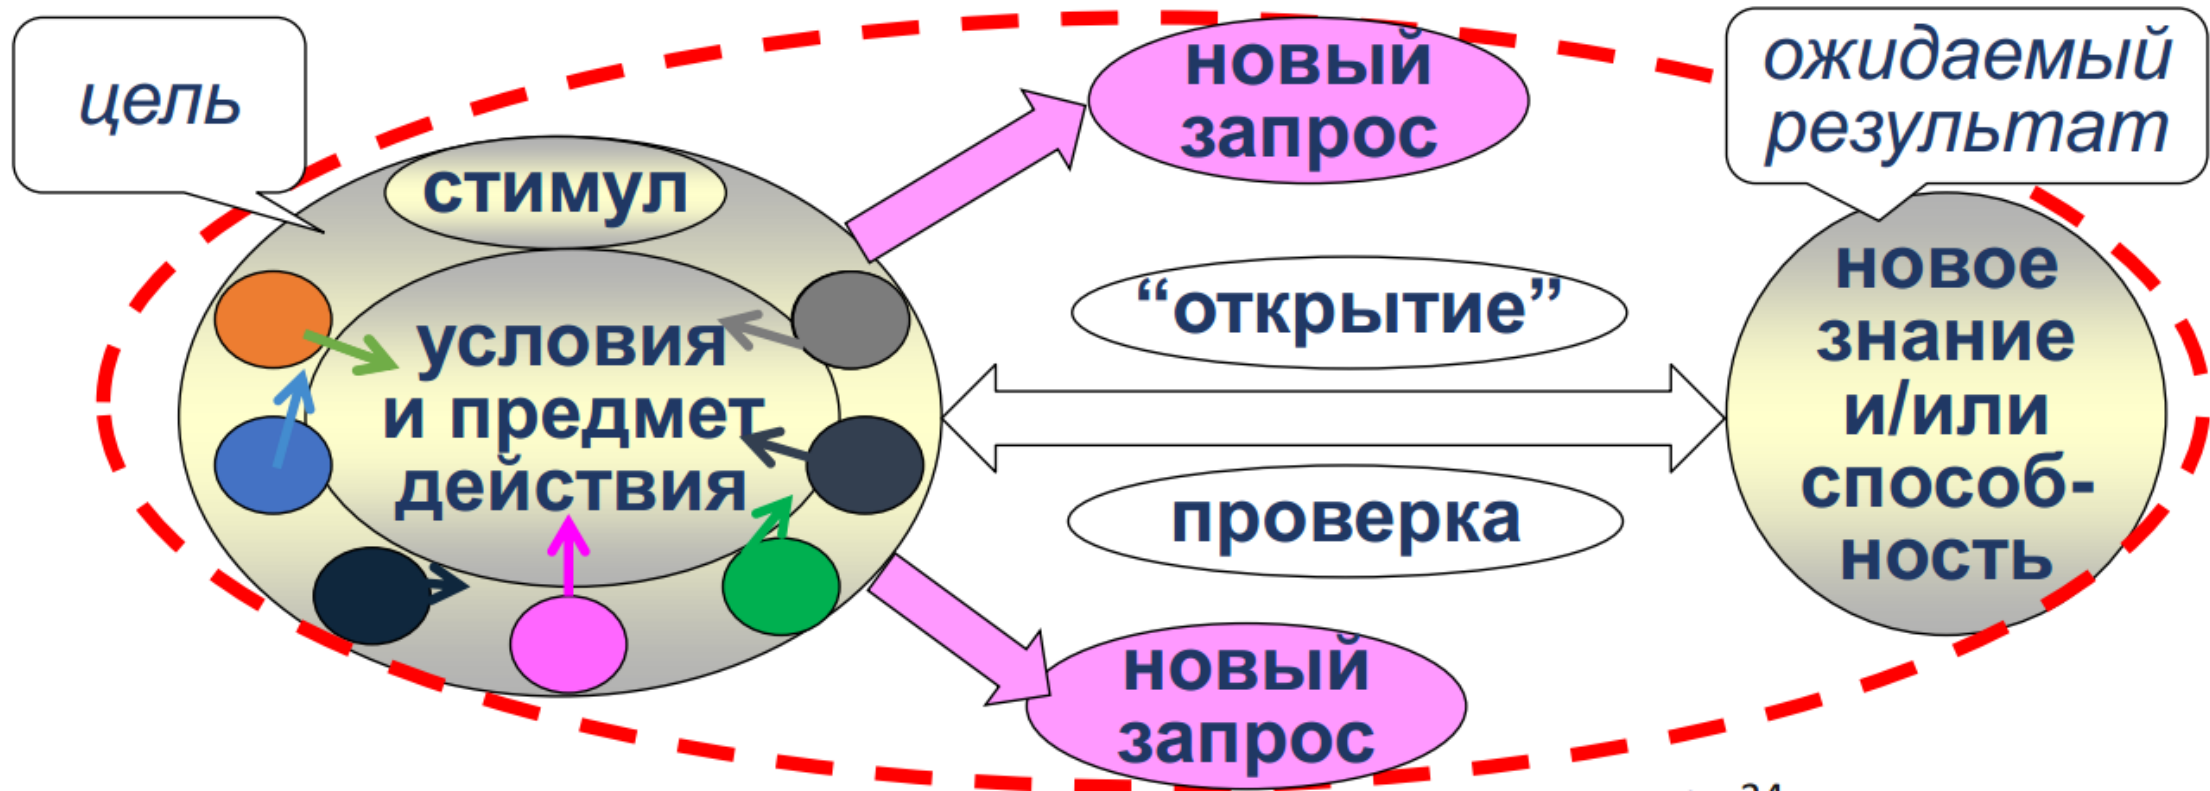 цель
стимул
условия
и предмет
действия
новый
запрос
“открытие”
проверка
новый
запрос
ожидаемый
результат
новое
знание
и/или
способ-
ность